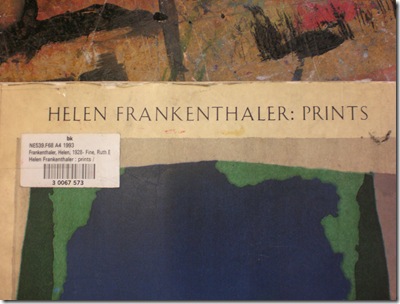 HELEN FRANKENTHALER: PRINTS
bk
NE539.F68 A4 1993
Frankenthaler, Helen, 1928- Fine, Ruth E
Helen Frankenthaler : prints /
3 0067 573